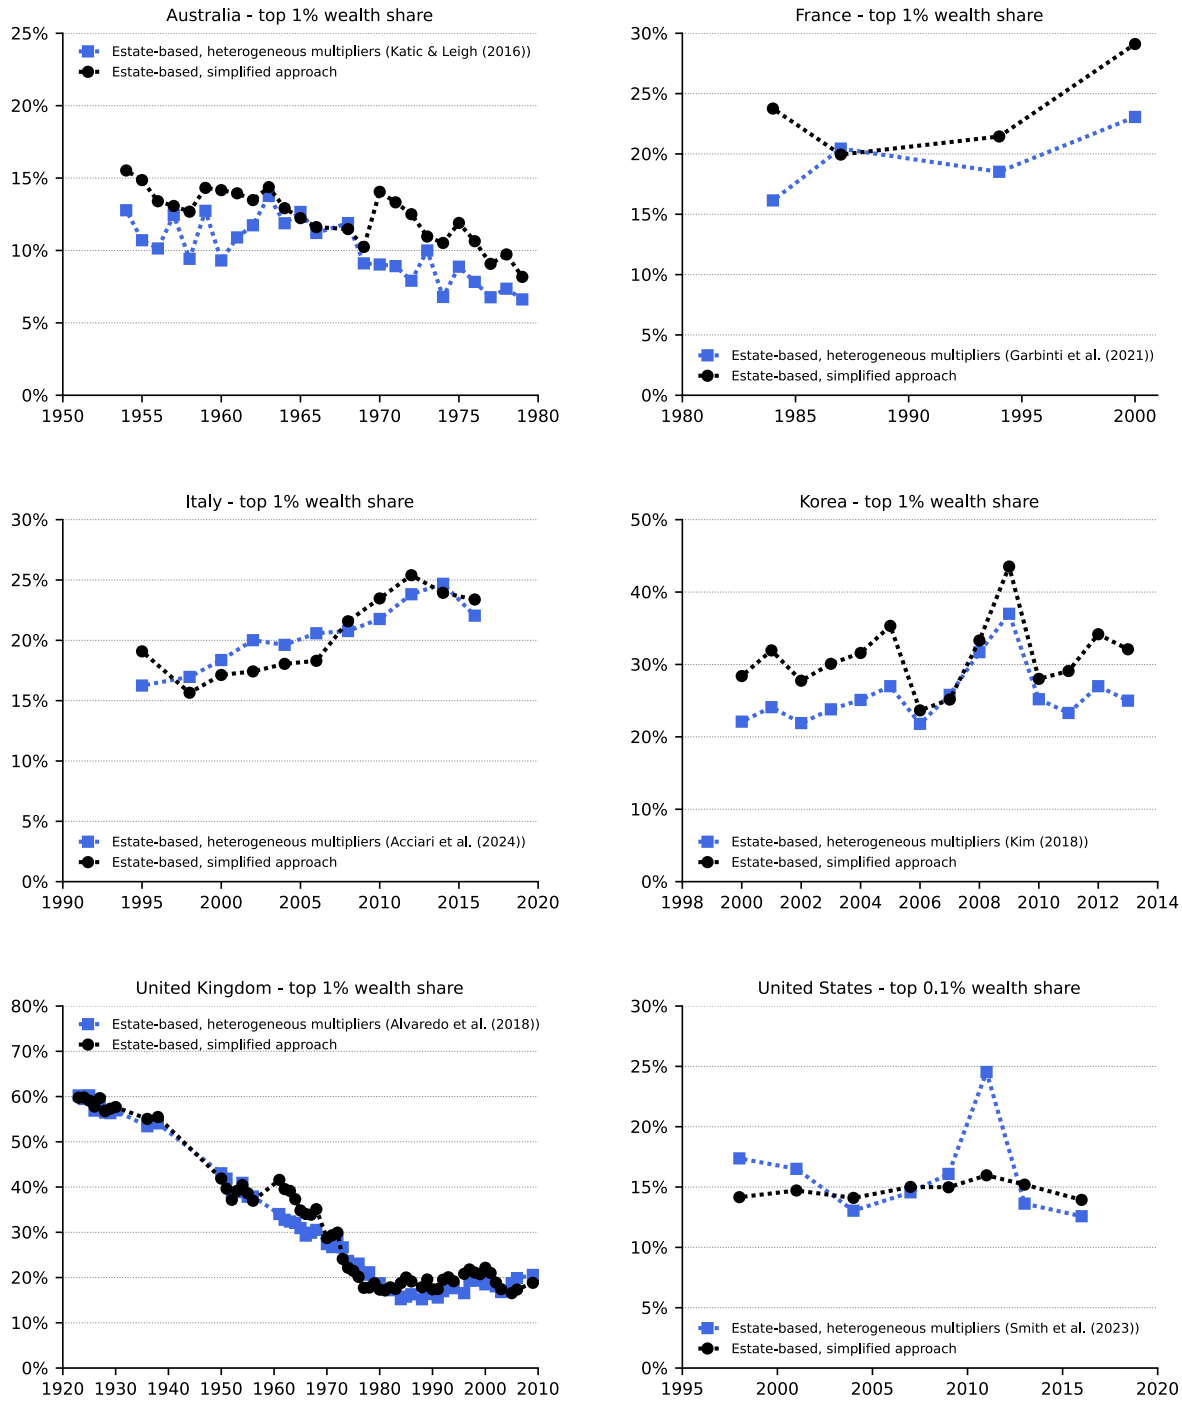 Australia - top 1% wealth share
25%
20%
15%
10%
5%
0%
Estate-based, heterogeneous multipliers (Katic & Leigh (2016))
Estate-based, simplified approach
1950 1955 1960 1965 1970 1975 1980
France - top 1% wealth share
30%
25%
20%
15%
10%
5%
0%
Estate-based, heterogeneous multipliers (Garbinti et al. (2021))
Estate-based, simplified approach
1980 1985 1990 1995 2000
Italy - top 1% wealth share
30%
25%
20%
15%
10%
5%
0%
Estate-based, heterogeneous multipliers (Acciari et al. (2024))
Estate-based, simplified approach
1990 1995 2000 2005 2010 2015 2020
Korea - top 1% wealth share
50%
40%
30%
20%
10%
0%
Estate-based, heterogeneous multipliers (Kim (2018))
Estate-based, simplified approach
1998 2000 2002 2004 2006 2008 2010 2012 2014
United Kingdom - top 1% wealth share
80%
70%
60%
50%
40%
30%
20%
10%
0%
Estate-based, heterogeneous multipliers (Alvaredo et al. (2018))
Estate-based, simplified approach
1920 1930 1940 1950 1960 1970 1980 1990 2000 2010
United States - top 0.1% wealth share
30%
25%
20%
15%
10%
5%
0%
Estate-based, heterogeneous multipliers (Smith et al. (2023))
Estate-based, simplified approach
1995 2000 2005 2010 2015 2020